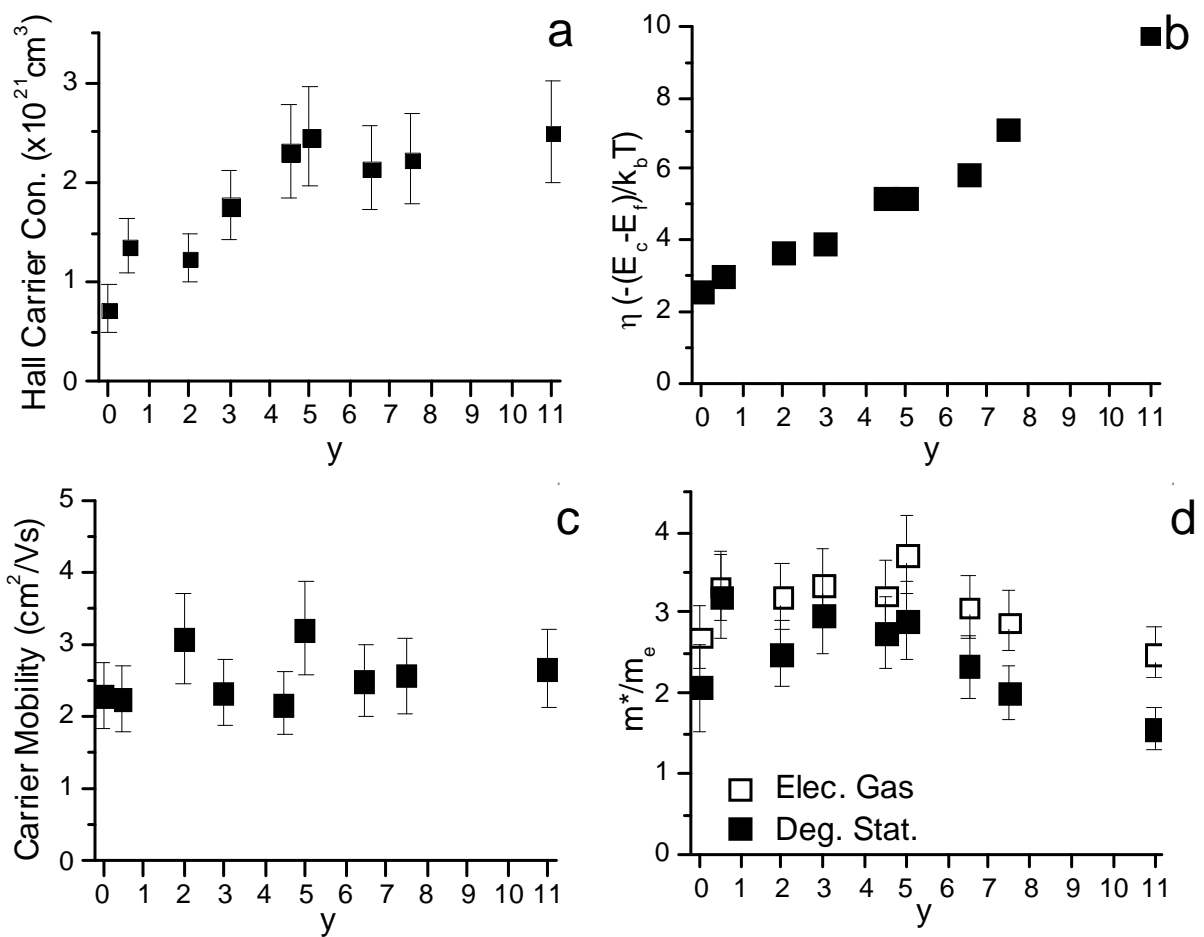 a
Hall Carrier Con. (x10²¹cm³)
3
2
1
0
0 1 2 3 4 5 6 7 8 9 10 11
y
b
η (-(E_c-E_f)/k_bT)
10
8
6
4
2
0
0 1 2 3 4 5 6 7 8 9 10 11
y
c
Carrier Mobility (cm²/Vs)
5
4
3
2
1
0
0 1 2 3 4 5 6 7 8 9 10 11
y
d
m*/m_e
4
3
2
1
0
Elec. Gas
Deg. Stat.
0 1 2 3 4 5 6 7 8 9 10 11
y